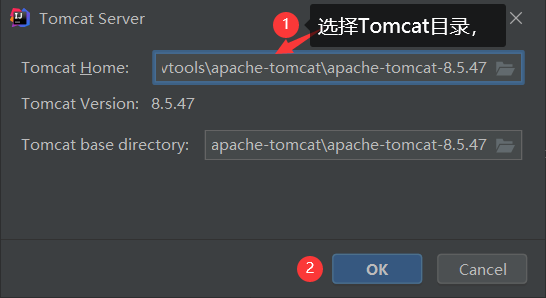 Tomcat Server
1 选择Tomcat目录，
Tomcat Home: vtools\apache-tomcat\apache-tomcat-8.5.47
Tomcat Version: 8.5.47
Tomcat base directory: apache-tomcat\apache-tomcat-8.5.47
2 OK Cancel